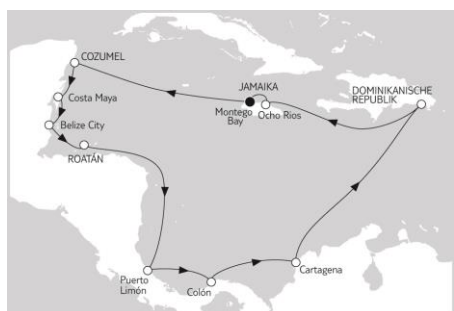 COZUMEL
Costa Maya
Belize City
ROATÁN
JAMAIKA
Montego
Bay
Ocho Rios
DOMINIKANISCHE
REPUBLIK
Puerto
Limón
Colón
Cartagena